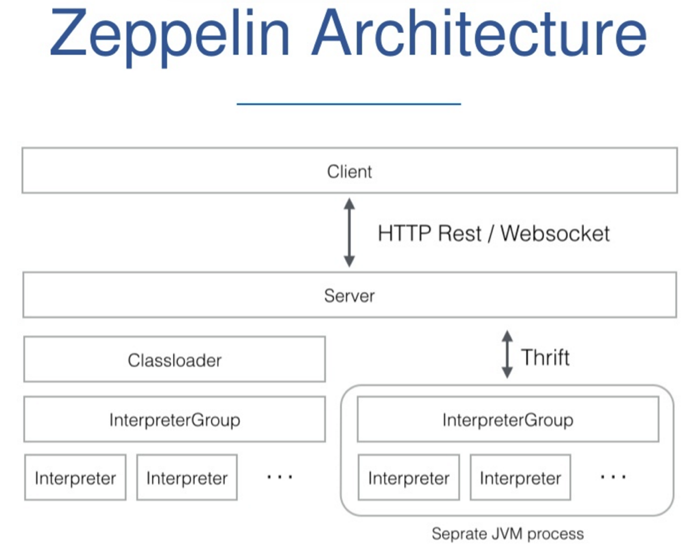 Zeppelin Architecture
Client
HTTP Rest / Websocket
Server
Classloader
Thrift
InterpreterGroup
InterpreterGroup
Interpreter Interpreter ...
Interpreter Interpreter ...
Seprate JVM process